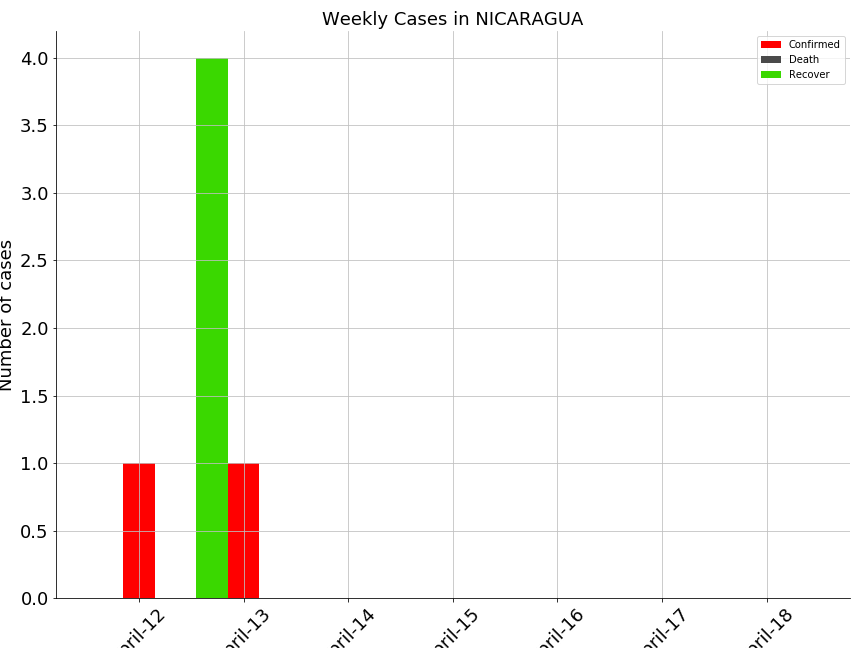 Weekly Cases in NICARAGUA
Confirmed
Death
Recover
Number of cases
4.0
3.5
3.0
2.5
2.0
1.5
1.0
0.5
0.0
pril-12
pril-13
pril-14
pril-15
pril-16
pril-17
pril-18